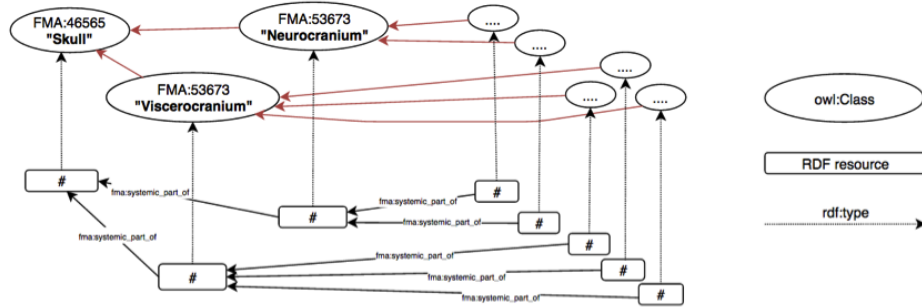 FMA:46565
"Skull"
FMA:53673
"Neurocranium"
....
....
....
FMA:53673
"Viscerocranium"
....
....
owl:Class
#
fma:systemic_part_of
fma:systemic_part_of
#
RDF resource
#
fma:systemic_part_of
#
rdf:type
fma:systemic_part_of
#
fma:systemic_part_of
#
fma:systemic_part_of
#
fma:systemic_part_of
#